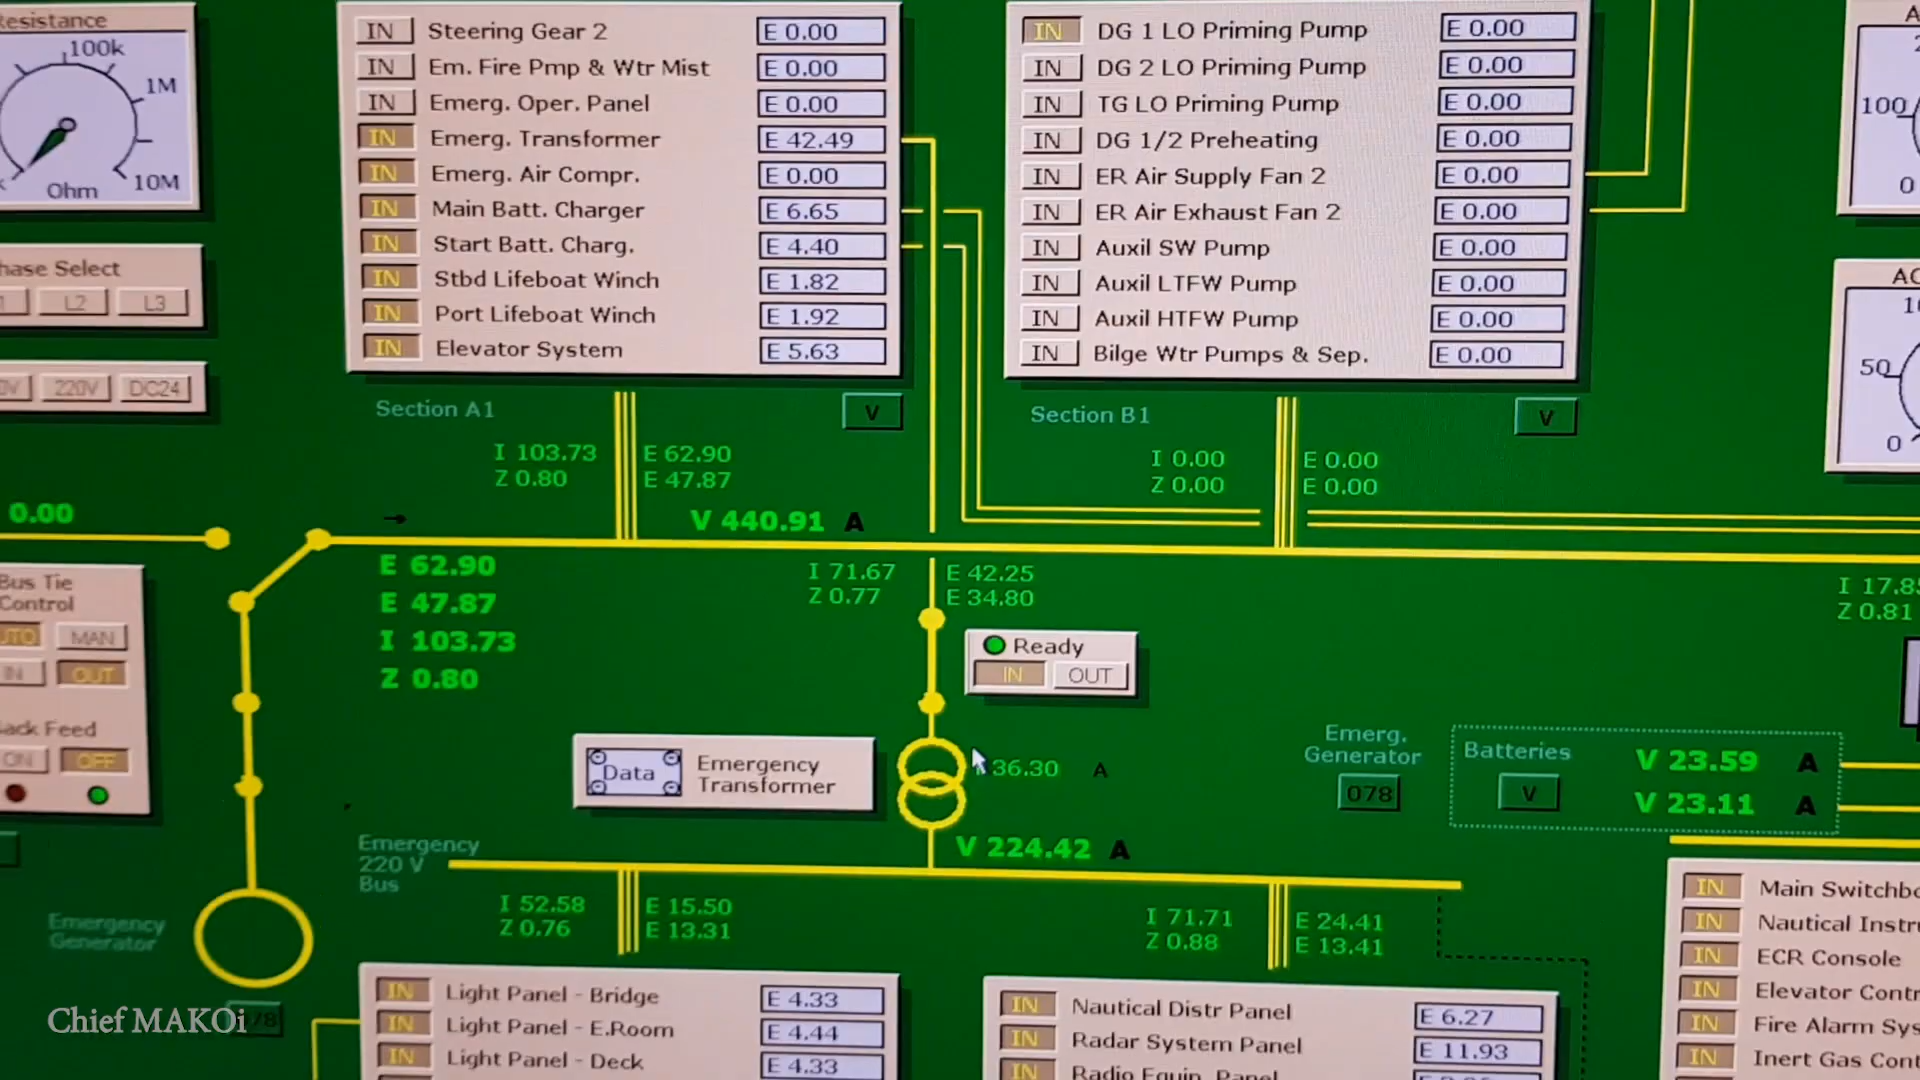 Resistance
100k
1M
10M
Ohm
IN Steering Gear 2 E 0.00
IN Em. Fire Pmp & Wtr Mist E 0.00
IN Emerg. Oper. Panel E 0.00
IN Emerg. Transformer E 42.49
IN Emerg. Air Compr. E 0.00
IN Main Batt. Charger E 6.65
IN Start Batt. Charg. E 4.40
IN Stbd Lifeboat Winch E 1.82
IN Port Lifeboat Winch E 1.92
IN Elevator System E 5.63
IN DG 1 LO Priming Pump E 0.00
IN DG 2 LO Priming Pump E 0.00
IN TG LO Priming Pump E 0.00
IN DG 1/2 Preheating E 0.00
IN ER Air Supply Fan 2 E 0.00
IN ER Air Exhaust Fan 2 E 0.00
IN Auxil SW Pump E 0.00
IN Auxil LTFW Pump E 0.00
IN Auxil HTFW Pump E 0.00
IN Bilge Wtr Pumps & Sep. E 0.00
100
0
AC
50
0
hase Select
L2 L3
220V DC24
Section A1 V
I 103.73 E 62.90
Z 0.80 E 47.87
Section B1 V
I 0.00 E 0.00
Z 0.00 E 0.00
0.00
V 440.91 A
E 62.90
E 47.87
I 103.73
Z 0.80
I 71.67 E 42.25
Z 0.77 E 34.80
I 17.85
Z 0.81
Bus Tie
Control
MAN
IN OUT
ack Feed
ON OFF
Ready
IN OUT
Data
Emergency
Transformer
36.30 A
Emerg.
Generator
078
Batteries
V
V 23.59 A
V 23.11 A
V 224.42 A
Emergency
220 V
Bus
I 52.58 E 15.50
Z 0.76 E 13.31
I 71.71 E 24.41
Z 0.88 E 13.41
Emergency
Generator
IN Light Panel - Bridge E 4.33
IN Light Panel - E.Room E 4.44
IN Light Panel - Deck E 4.33
IN Nautical Distr Panel E 6.27
IN Radar System Panel E 11.93
IN Radio Equip. Panel
IN Main Switchbo
IN Nautical Instr
IN ECR Console
IN Elevator Contr
IN Fire Alarm Sys
IN Inert Gas Cont
Chief MAKOi